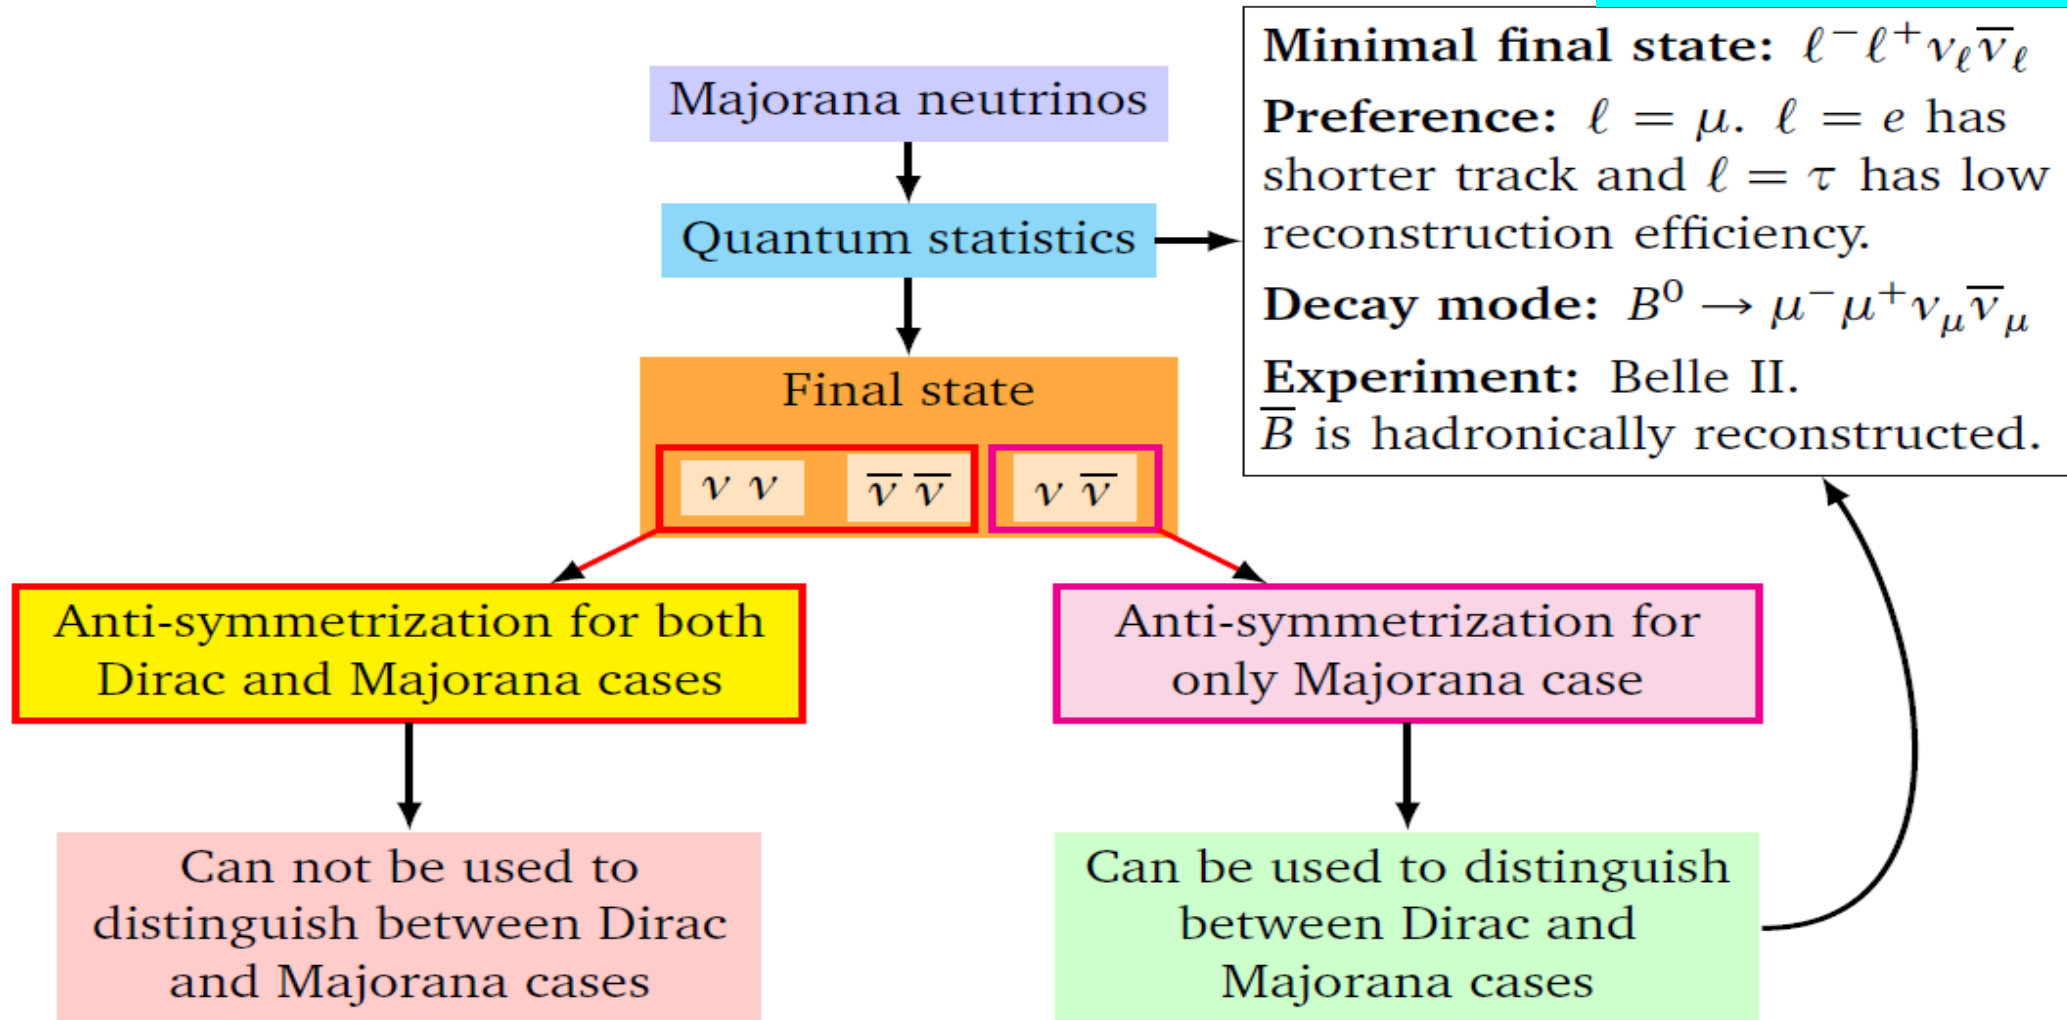 Majorana neutrinos
Quantum statistics
Final state
ν ν
ν̅ ν̅
ν ν̅
Anti-symmetrization for both
Dirac and Majorana cases
Can not be used to
distinguish between Dirac
and Majorana cases
Anti-symmetrization for
only Majorana case
Can be used to distinguish
between Dirac and
Majorana cases
Minimal final state: ℓ⁻ℓ⁺ν_ℓν̅_ℓ
Preference: ℓ = μ. ℓ = e has
shorter track and ℓ = τ has low
reconstruction efficiency.
Decay mode: B⁰ → μ⁻μ⁺ν_μν̅_μ
Experiment: Belle II.
B̅ is hadronically reconstructed.